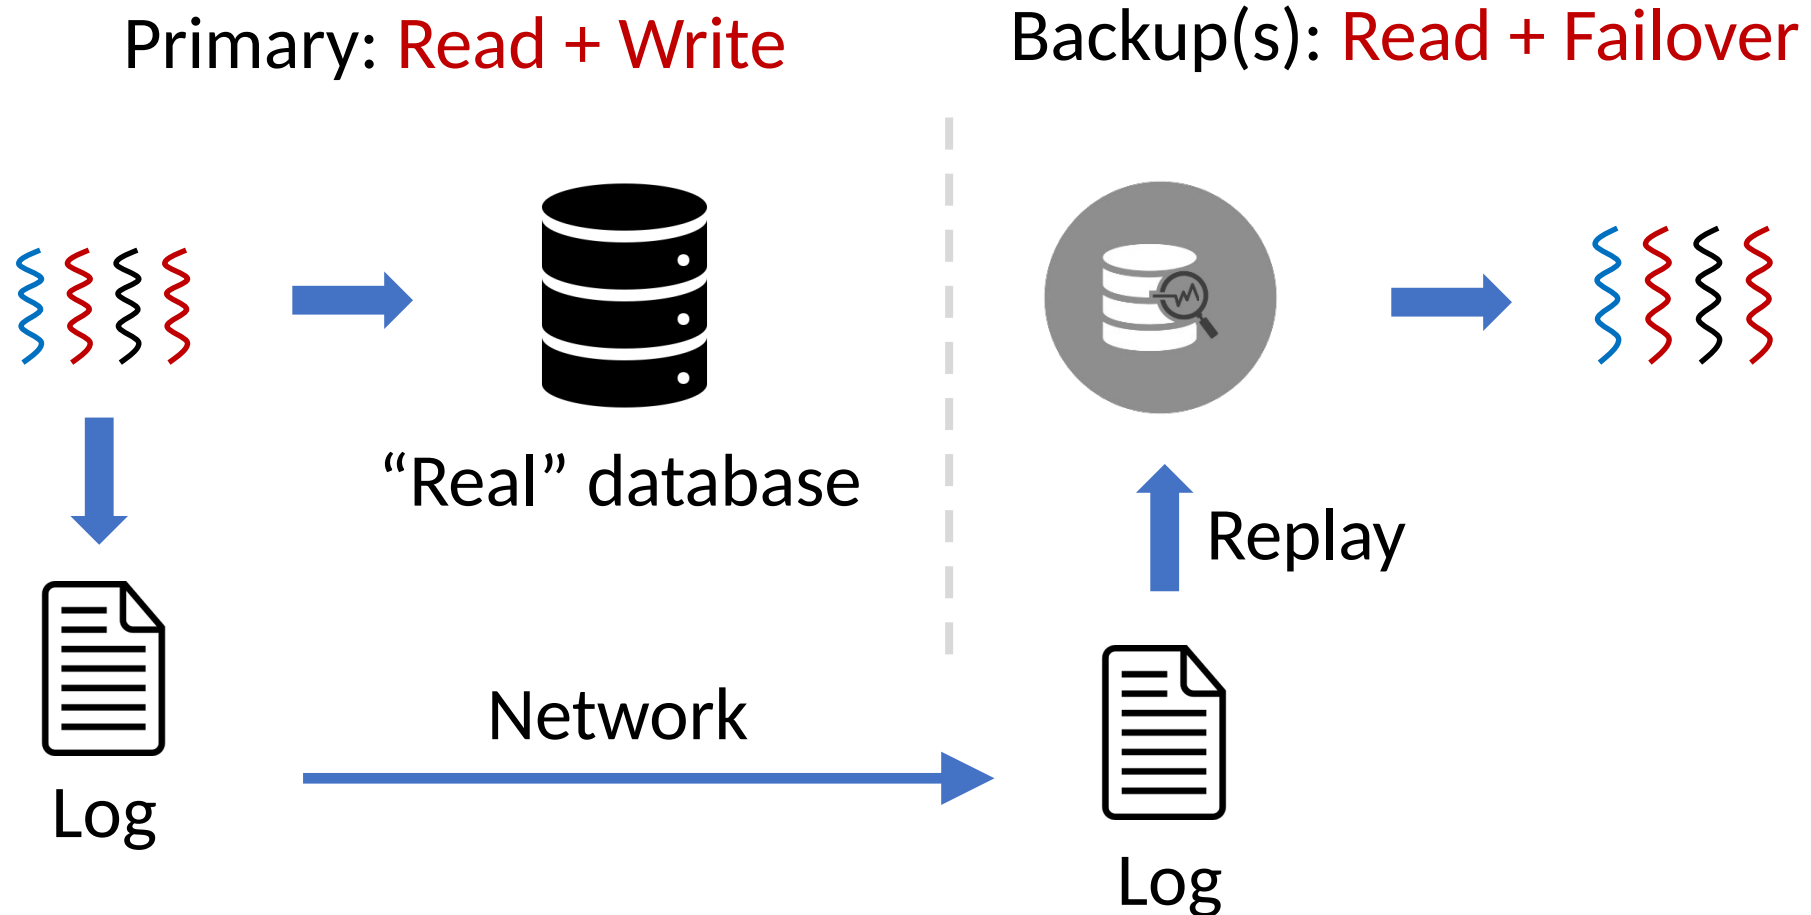 Primary: Read + Write
Backup(s): Read + Failover
“Real” database
Replay
Network
Log
Log